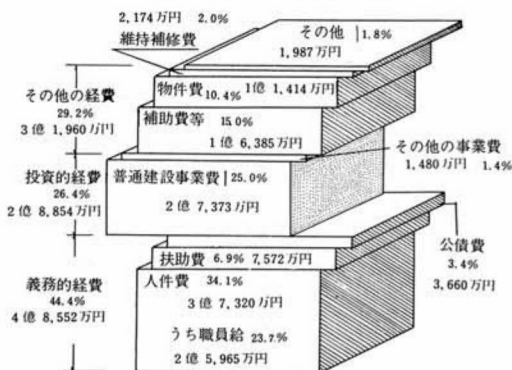 2,174万円 2.0%
維持補修費
その他 1.8%
1,987万円
物件費 10.4% 1億 1,414万円
その他の経費
29.2%
3億 1,960万円
補助費等 15.0%
1億 6,385万円
その他の事業費
1,480万円 1.4%
投資的経費
26.4%
2億 8,854万円
普通建設事業費 25.0%
2億 7,373万円
公債費
3.4%
3,660万円
扶助費 6.9% 7,572万円
義務的経費
44.4%
4億 8,552万円
人件費 34.1%
3億 7,320万円
うち職員給 23.7%
2億 5,965万円